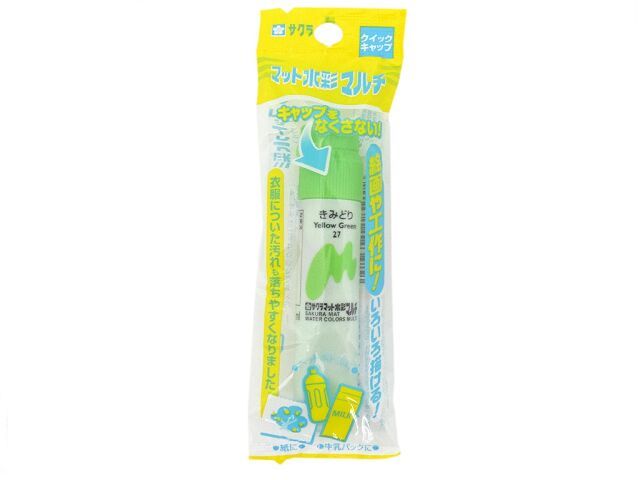 サクラ
クイック
キャップ
マット水彩マルチ
キャップを
なくさない!
絵画や工作に!
いろいろ描ける!
衣服についた汚れも落ちやすくなりました
きみどり
Yellow Green
27
サクラマット水彩マルチ
SAKURA MAT
WATER COLORS MULTI
MILK
●紙に●
●牛乳パックに●